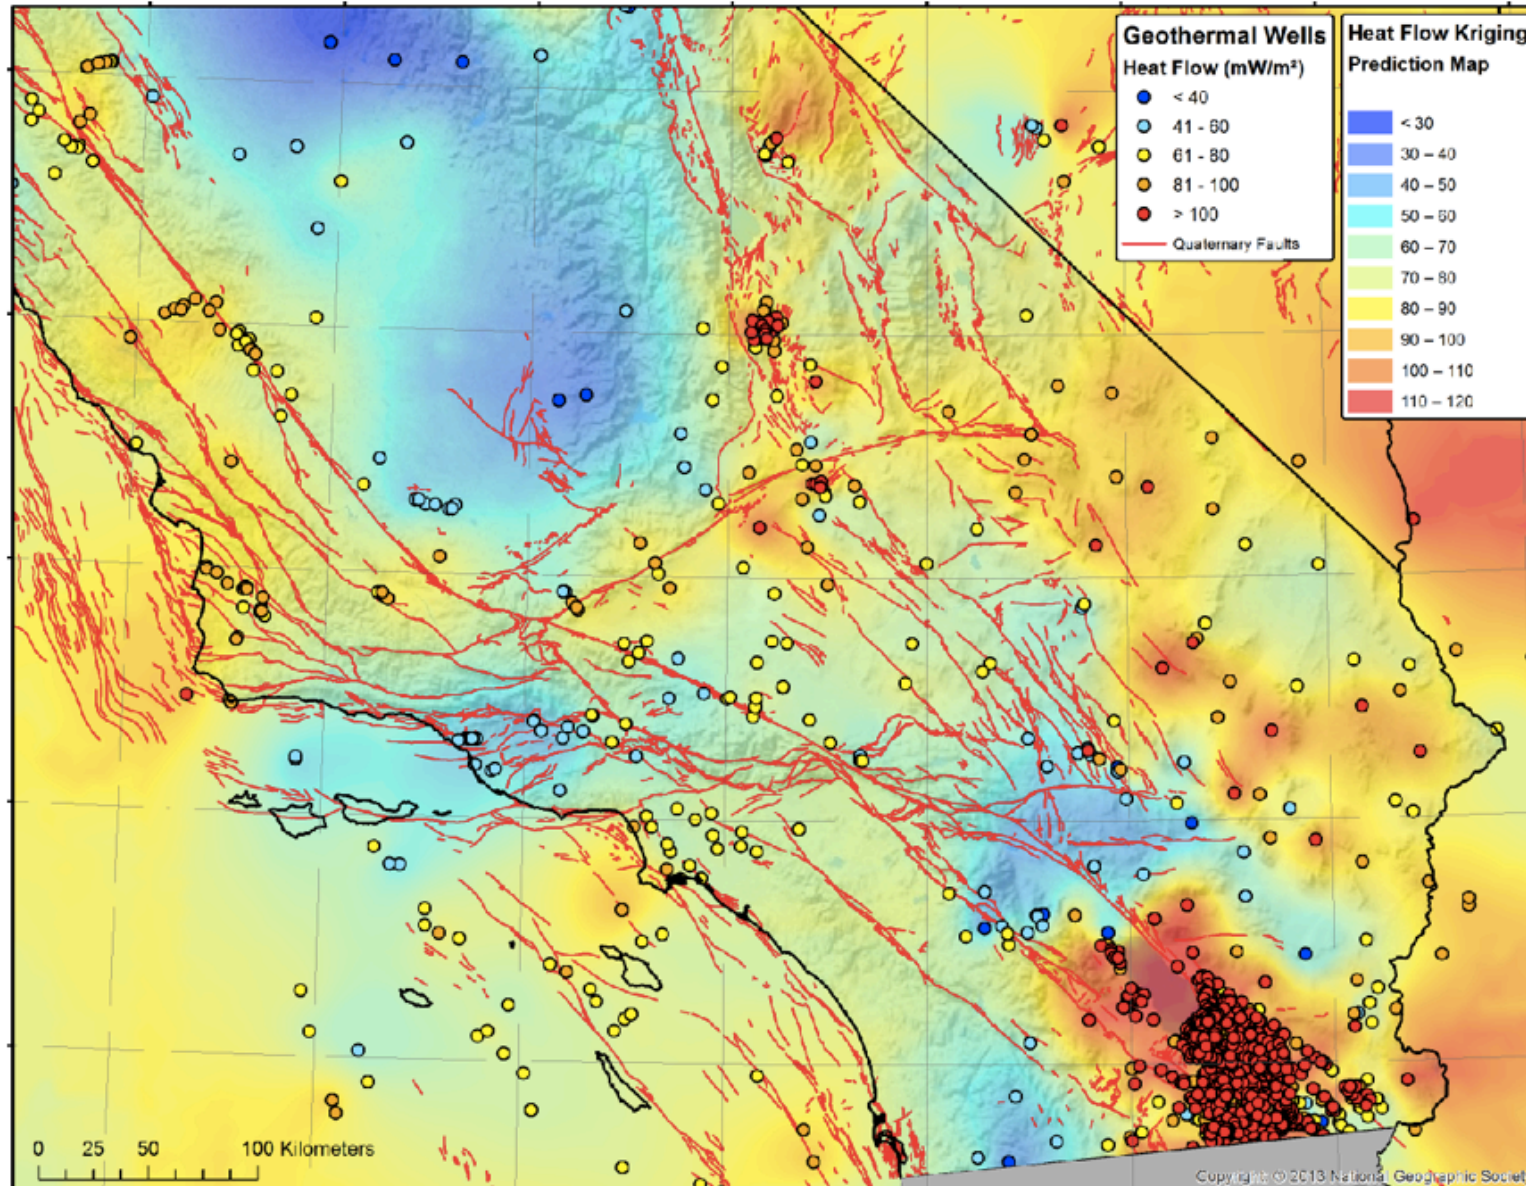 Geothermal Wells
Heat Flow (mW/m²)
< 40
41 - 60
61 - 80
81 - 100
> 100
Quaternary Faults
Heat Flow Kriging
Prediction Map
< 30
30 – 40
40 – 50
50 – 60
60 – 70
70 – 80
80 – 90
90 – 100
100 – 110
110 – 120
0 25 50 100 Kilometers
Copyright: © 2013 National Geographic Societ